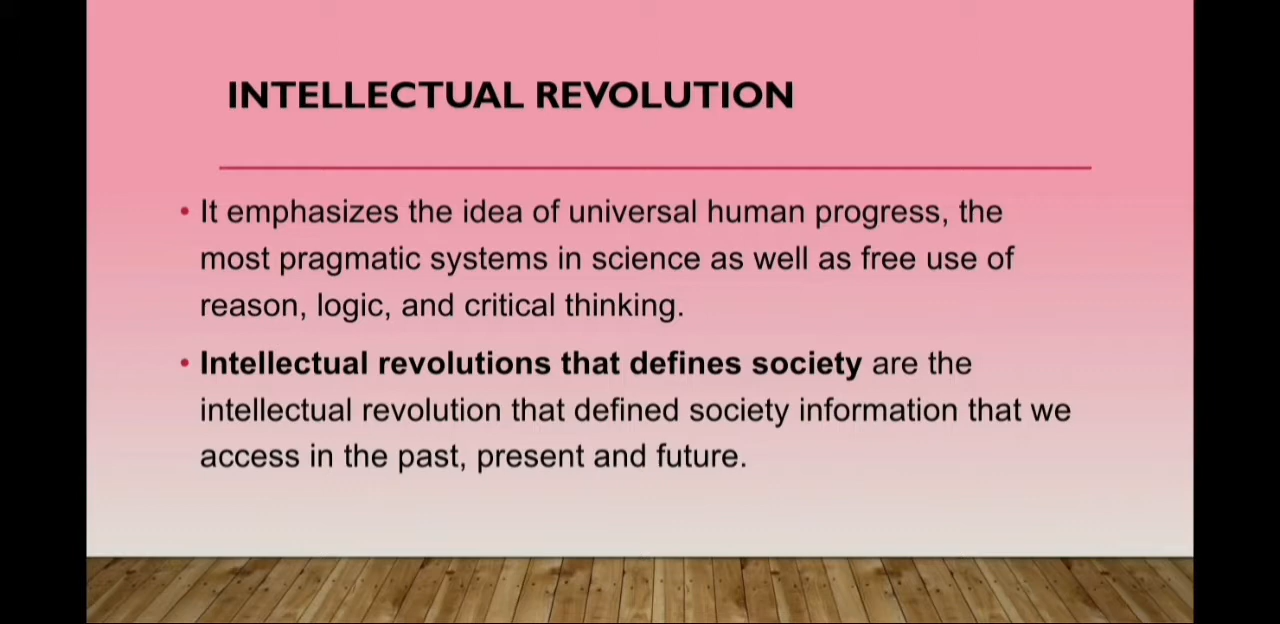 INTELLECTUAL REVOLUTION
• It emphasizes the idea of universal human progress, the
most pragmatic systems in science as well as free use of
reason, logic, and critical thinking.
• Intellectual revolutions that defines society are the
intellectual revolution that defined society information that we
access in the past, present and future.